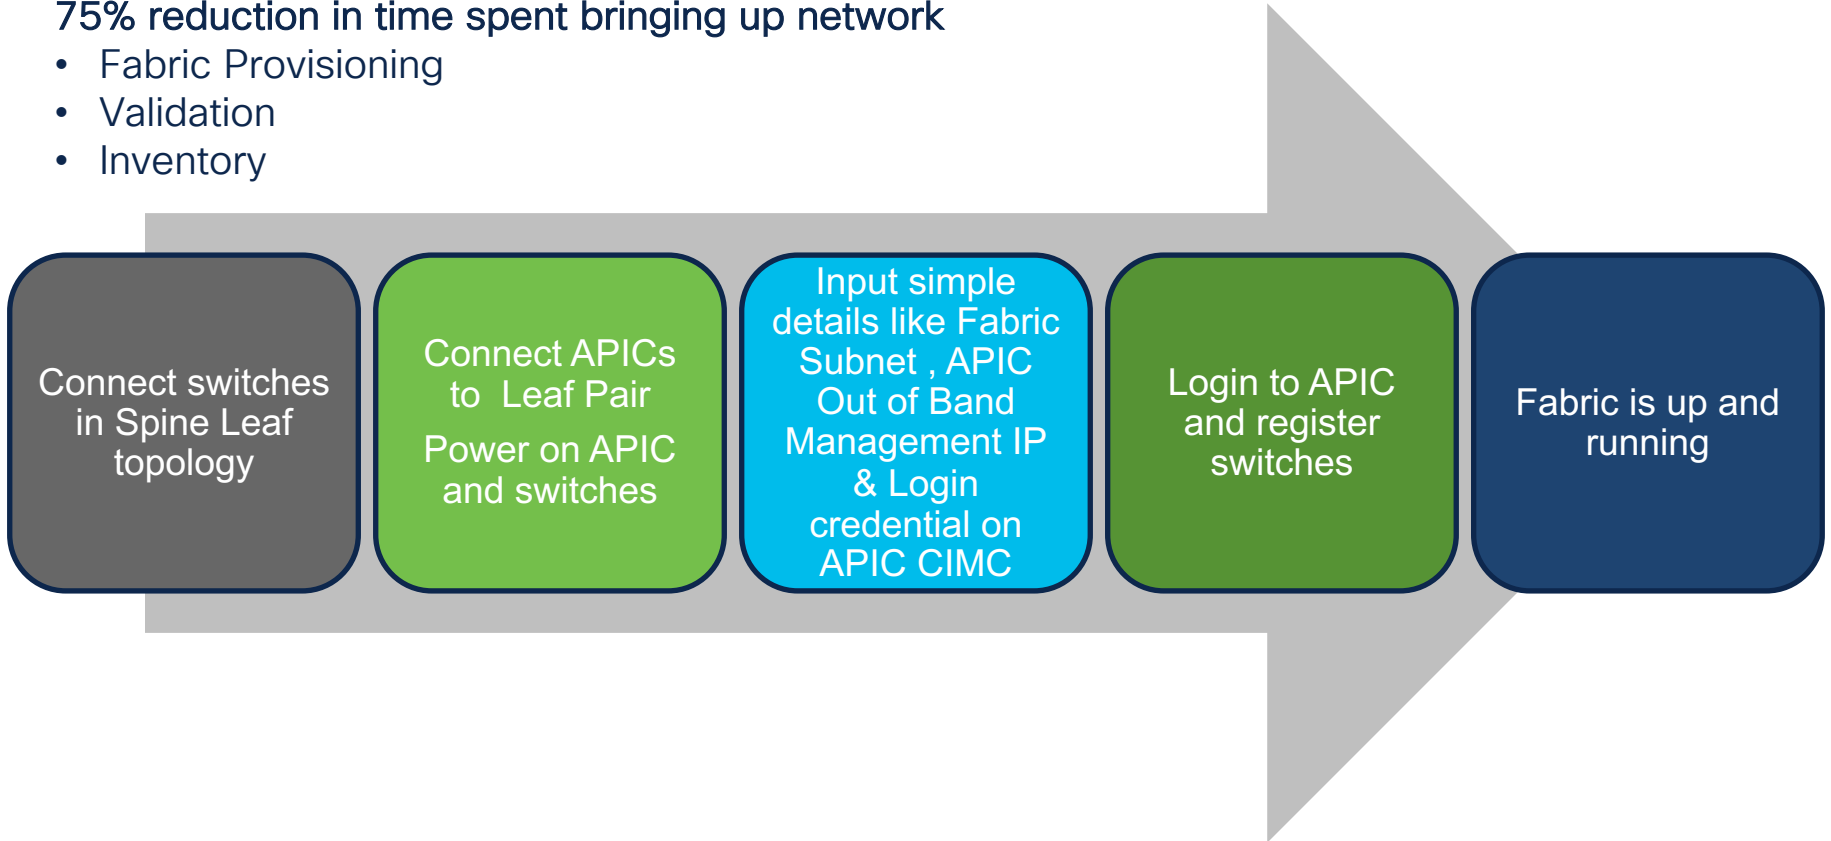 75% reduction in time spent bringing up network
• Fabric Provisioning
• Validation
• Inventory
Connect switches
in Spine Leaf
topology
Connect APICs
to Leaf Pair
Power on APIC
and switches
Input simple
details like Fabric
Subnet , APIC
Out of Band
Management IP
& Login
credential on
APIC CIMC
Login to APIC
and register
switches
Fabric is up and
running